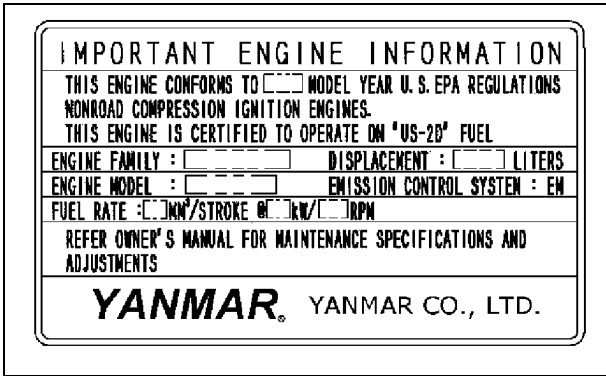 IMPORTANT ENGINE INFORMATION
THIS ENGINE CONFORMS TO [ ] MODEL YEAR U.S. EPA REGULATIONS
NONROAD COMPRESSION IGNITION ENGINES.
THIS ENGINE IS CERTIFIED TO OPERATE ON "US-2D" FUEL
ENGINE FAMILY : [ ] DISPLACEMENT : [ ] LITERS
ENGINE MODEL : [ ] EMISSION CONTROL SYSTEM : EM
FUEL RATE :[ ]MM³/STROKE @[ ]kW/[ ]RPM
REFER OWNER'S MANUAL FOR MAINTENANCE SPECIFICATIONS AND
ADJUSTMENTS
YANMAR® YANMAR CO., LTD.